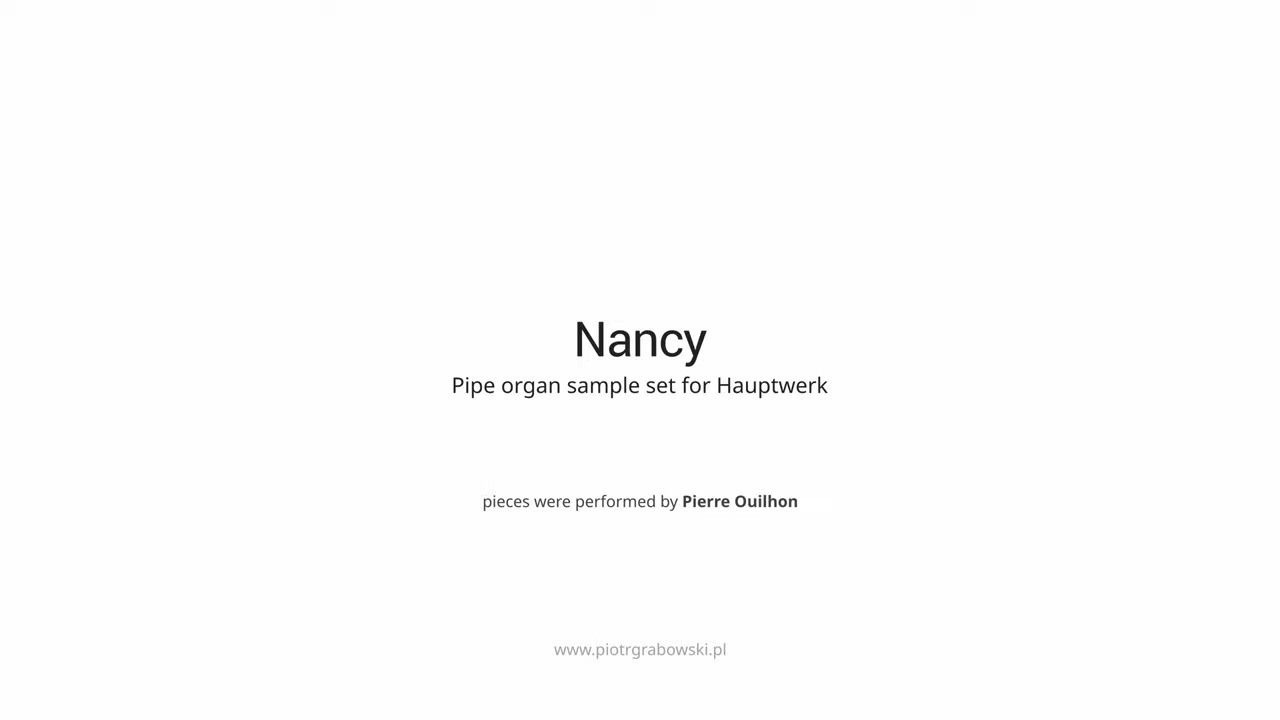 Nancy
Pipe organ sample set for Hauptwerk
pieces were performed by Pierre Ouilhon
www.piotrgrabowski.pl